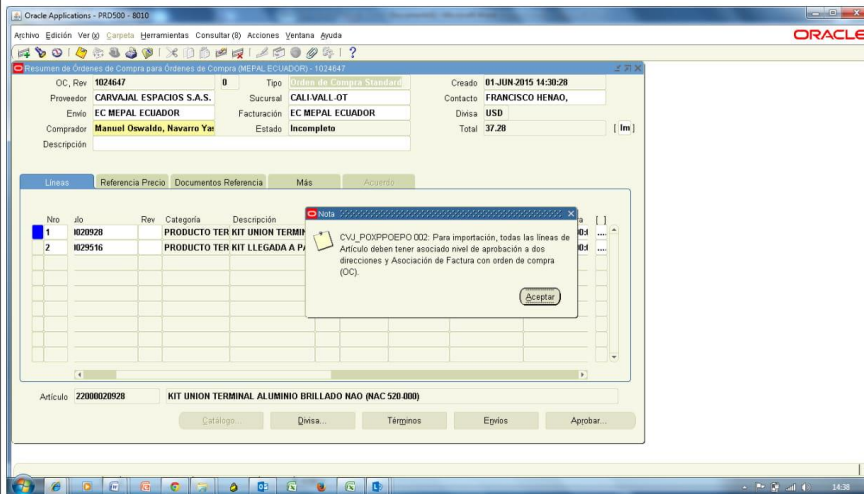 Oracle Applications - PRD500 - 8010
Archivo Edición Ver(x) Carpeta Herramientas Consultar(8) Acciones Ventana Ayuda
ORACLE
Resumen de Órdenes de Compra para Órdenes de Compra (MEPAL ECUADOR) - 1024647
OC, Rev 1024647 0 Tipo Orden de Compra Standard Creado 01-JUN-2015 14:30:28
Proveedor CARVAJAL ESPACIOS S.A.S. Sucursal CALI-VALL-OT Contacto FRANCISCO HENAO,
Envío EC MEPAL ECUADOR Facturación EC MEPAL ECUADOR Divisa USD
Comprador Manuel Oswaldo, Navarro Yas Estado Incompleto Total 37.28 [ Im ]
Descripción
Líneas Referencia Precio Documentos Referencia Más Acuerdo
Nro ulo Rev Categoría Descripción a [ ]
1 0020928 PRODUCTO TER KIT UNION TERMIN
2 0029516 PRODUCTO TER KIT LLEGADA A PA
Nota
CVJ_POXPPOEPO 002: Para importación, todas las líneas de
Artículo deben tener asociado nivel de aprobación a dos
direcciones y Asociación de Factura con orden de compra
(OC).
Aceptar
Artículo 22000020928 KIT UNION TERMINAL ALUMINIO BRILLADO NAO (NAC 520-000)
Catálogo... Divisa... Términos Envíos Aprobar...
14:38